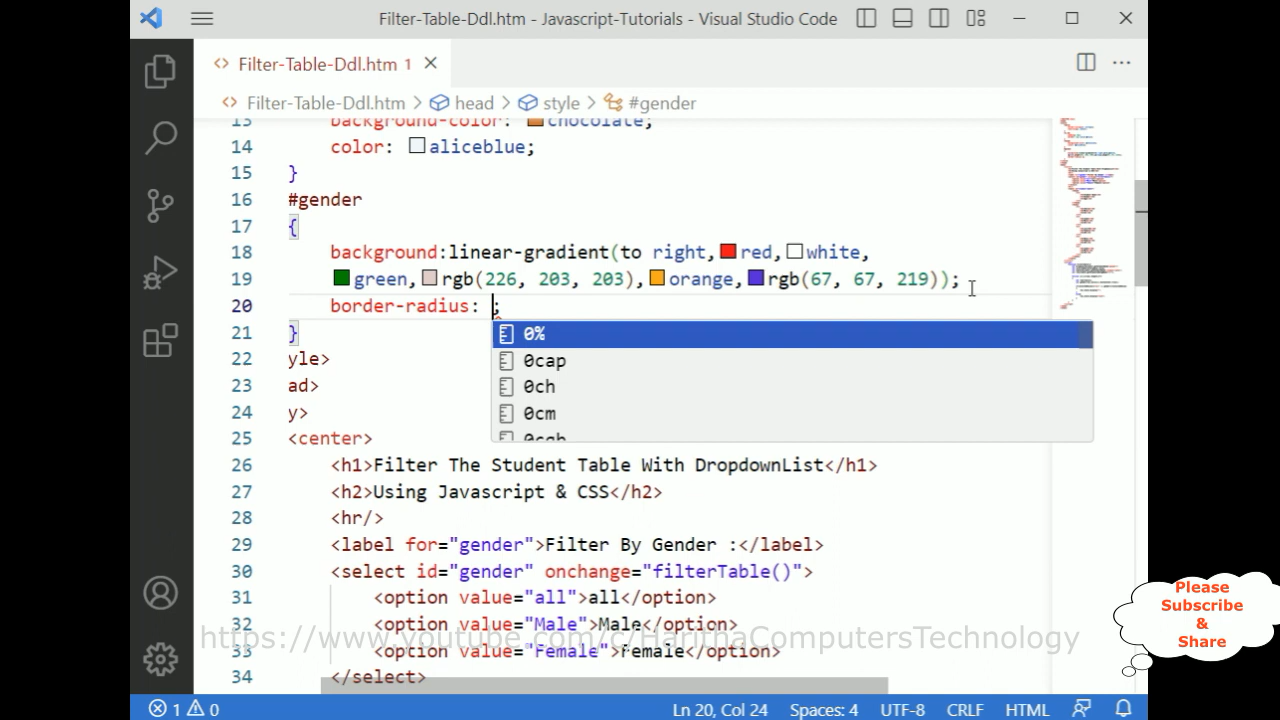 Filter-Table-Ddl.htm - Javascript-Tutorials - Visual Studio Code
Filter-Table-Ddl.htm 1
Filter-Table-Ddl.htm > head > style > #gender
13 background-color: chocolate;
14 color: aliceblue;
15 }
16 #gender
17 {
18 background:linear-gradient(to right,red,white,
19 green,rgb(226, 203, 203),orange,rgb(67, 67, 219));
20 border-radius: ;
0%
0cap
0ch
0cm
0cqb
21 }
22 yle>
23 ad>
24 y>
25 <center>
26 <h1>Filter The Student Table With DropdownList</h1>
27 <h2>Using Javascript & CSS</h2>
28 <hr/>
29 <label for="gender">Filter By Gender :</label>
30 <select id="gender" onchange="filterTable()">
31 <option value="all">all</option>
32 <option value="Male">Male</option>
33 <option value="Female">Female</option>
34 </select>
https://www.youtube.com/c/HarithaComputersTechnology
Please
Subscribe
&
Share
1 0 Ln 20, Col 24 Spaces: 4 UTF-8 CRLF HTML